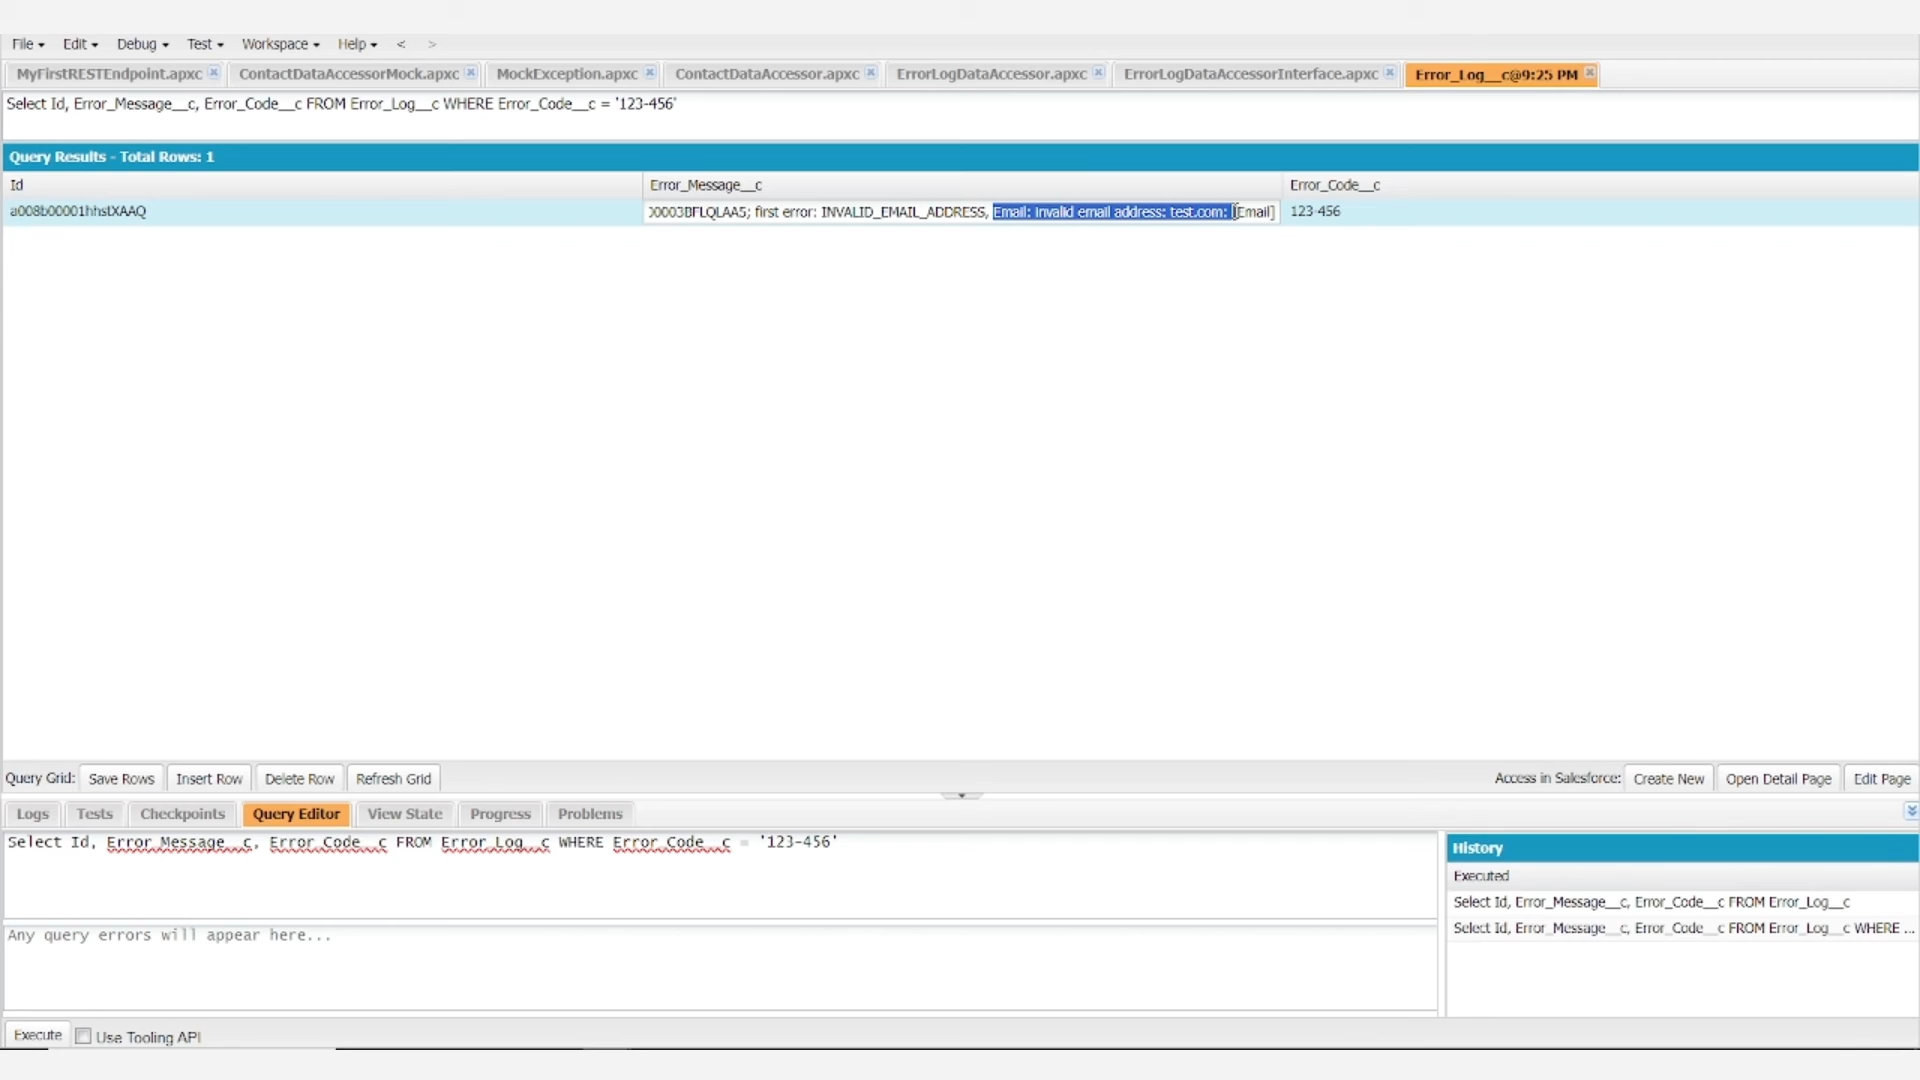 File Edit Debug Test Workspace Help < >
MyFirstRESTEndpoint.apxc ContactDataAccessorMock.apxc MockException.apxc ContactDataAccessor.apxc ErrorLogDataAccessor.apxc ErrorLogDataAccessorInterface.apxc Error_Log__c@9:25 PM
Select Id, Error_Message__c, Error_Code__c FROM Error_Log__c WHERE Error_Code__c = '123-456'
Query Results - Total Rows: 1
Id Error_Message__c Error_Code__c
a008b00001hhstXAAQ 00003BFLQLAA5; first error: INVALID_EMAIL_ADDRESS, Email: invalid email address: test.com: [Email] 123-456
Query Grid: Save Rows Insert Row Delete Row Refresh Grid Access in Salesforce: Create New Open Detail Page Edit Page
Logs Tests Checkpoints Query Editor View State Progress Problems
Select Id, Error_Message__c, Error_Code__c FROM Error_Log__c WHERE Error_Code__c = '123-456'
History
Executed
Select Id, Error_Message__c, Error_Code__c FROM Error_Log__c
Select Id, Error_Message__c, Error_Code__c FROM Error_Log__c WHERE ...
Any query errors will appear here...
Execute Use Tooling API